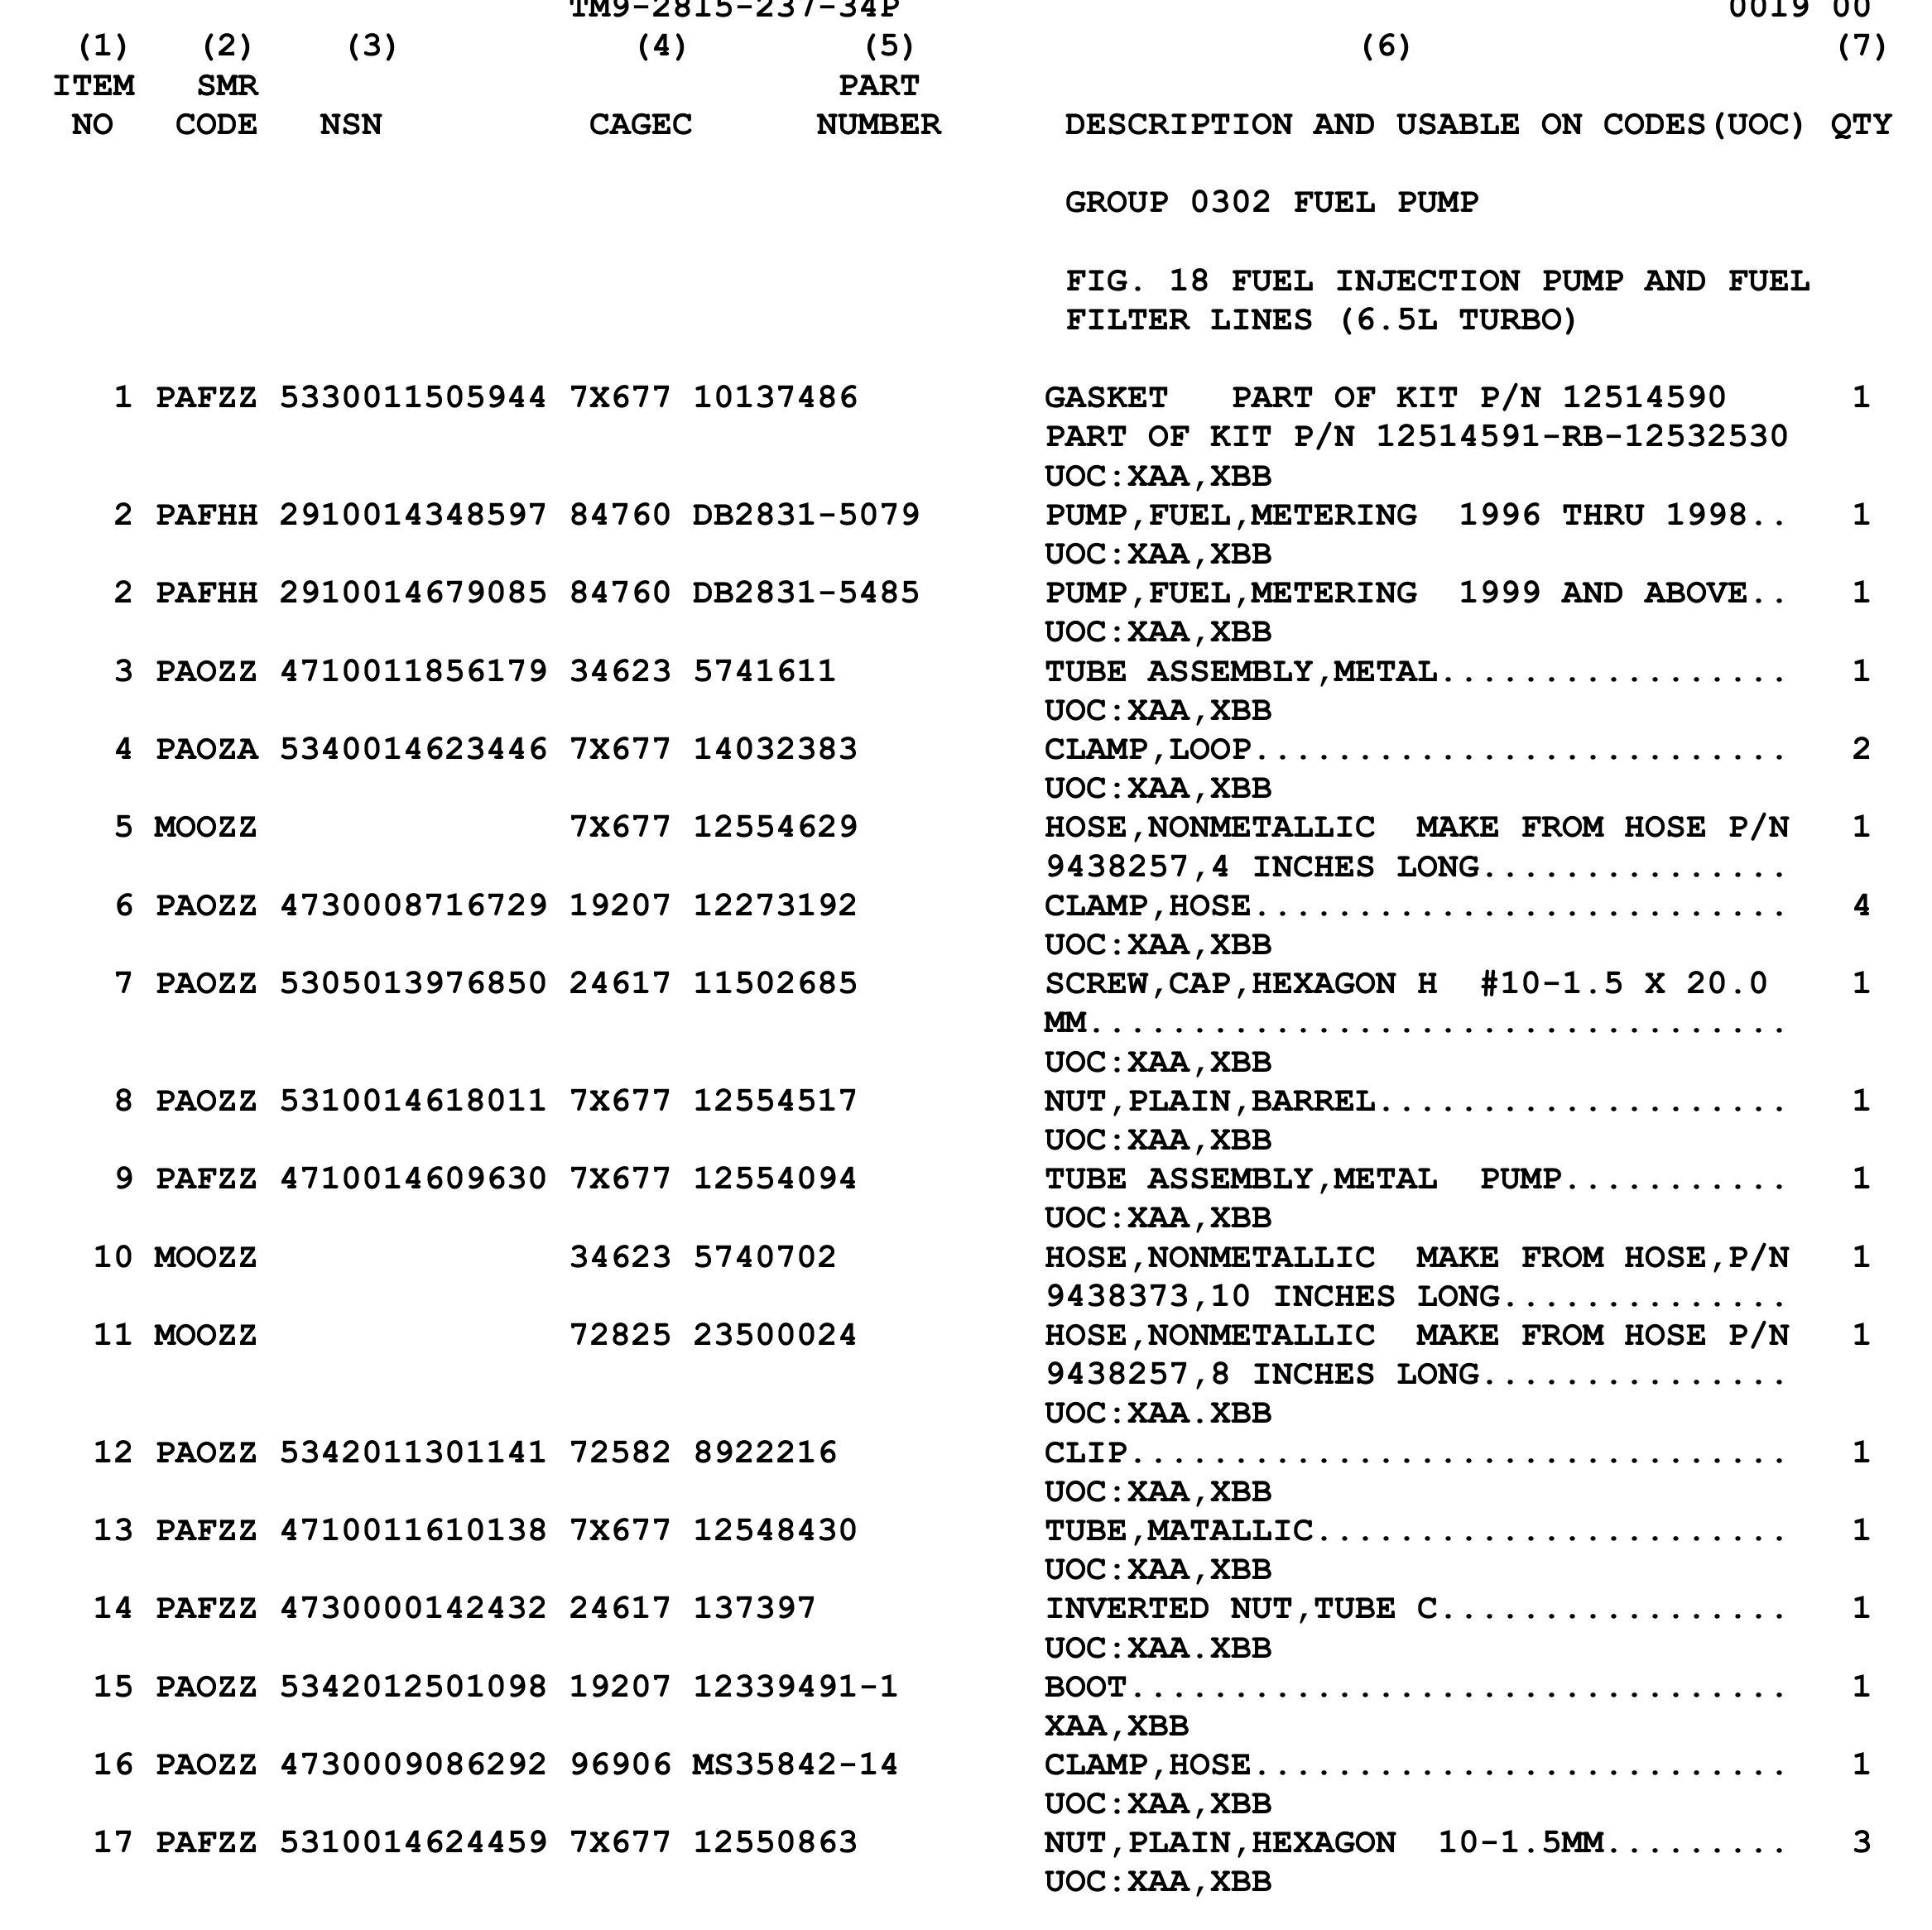 TM9-2815-237-34P 0019 00
(1) (2) (3) (4) (5) (6) (7)
ITEM SMR PART
NO CODE NSN CAGEC NUMBER DESCRIPTION AND USABLE ON CODES(UOC) QTY
GROUP 0302 FUEL PUMP
FIG. 18 FUEL INJECTION PUMP AND FUEL
FILTER LINES (6.5L TURBO)
1 PAFZZ 5330011505944 7X677 10137486 GASKET PART OF KIT P/N 12514590 1
PART OF KIT P/N 12514591-RB-12532530
UOC:XAA,XBB
2 PAFHH 2910014348597 84760 DB2831-5079 PUMP,FUEL,METERING 1996 THRU 1998.. 1
UOC:XAA,XBB
2 PAFHH 2910014679085 84760 DB2831-5485 PUMP,FUEL,METERING 1999 AND ABOVE.. 1
UOC:XAA,XBB
3 PAOZZ 4710011856179 34623 5741611 TUBE ASSEMBLY,METAL................. 1
UOC:XAA,XBB
4 PAOZA 5340014623446 7X677 14032383 CLAMP,LOOP.......................... 2
UOC:XAA,XBB
5 MOOZZ 7X677 12554629 HOSE,NONMETALLIC MAKE FROM HOSE P/N 1
9438257,4 INCHES LONG...............
6 PAOZZ 4730008716729 19207 12273192 CLAMP,HOSE.......................... 4
UOC:XAA,XBB
7 PAOZZ 5305013976850 24617 11502685 SCREW,CAP,HEXAGON H #10-1.5 X 20.0 1
MM..................................
UOC:XAA,XBB
8 PAOZZ 5310014618011 7X677 12554517 NUT,PLAIN,BARREL.................... 1
UOC:XAA,XBB
9 PAFZZ 4710014609630 7X677 12554094 TUBE ASSEMBLY,METAL PUMP........... 1
UOC:XAA,XBB
10 MOOZZ 34623 5740702 HOSE,NONMETALLIC MAKE FROM HOSE,P/N 1
9438373,10 INCHES LONG..............
11 MOOZZ 72825 23500024 HOSE,NONMETALLIC MAKE FROM HOSE P/N 1
9438257,8 INCHES LONG...............
UOC:XAA.XBB
12 PAOZZ 5342011301141 72582 8922216 CLIP................................ 1
UOC:XAA,XBB
13 PAFZZ 4710011610138 7X677 12548430 TUBE,MATALLIC....................... 1
UOC:XAA,XBB
14 PAFZZ 4730000142432 24617 137397 INVERTED NUT,TUBE C................. 1
UOC:XAA.XBB
15 PAOZZ 5342012501098 19207 12339491-1 BOOT................................ 1
XAA,XBB
16 PAOZZ 4730009086292 96906 MS35842-14 CLAMP,HOSE.......................... 1
UOC:XAA,XBB
17 PAFZZ 5310014624459 7X677 12550863 NUT,PLAIN,HEXAGON 10-1.5MM......... 3
UOC:XAA,XBB